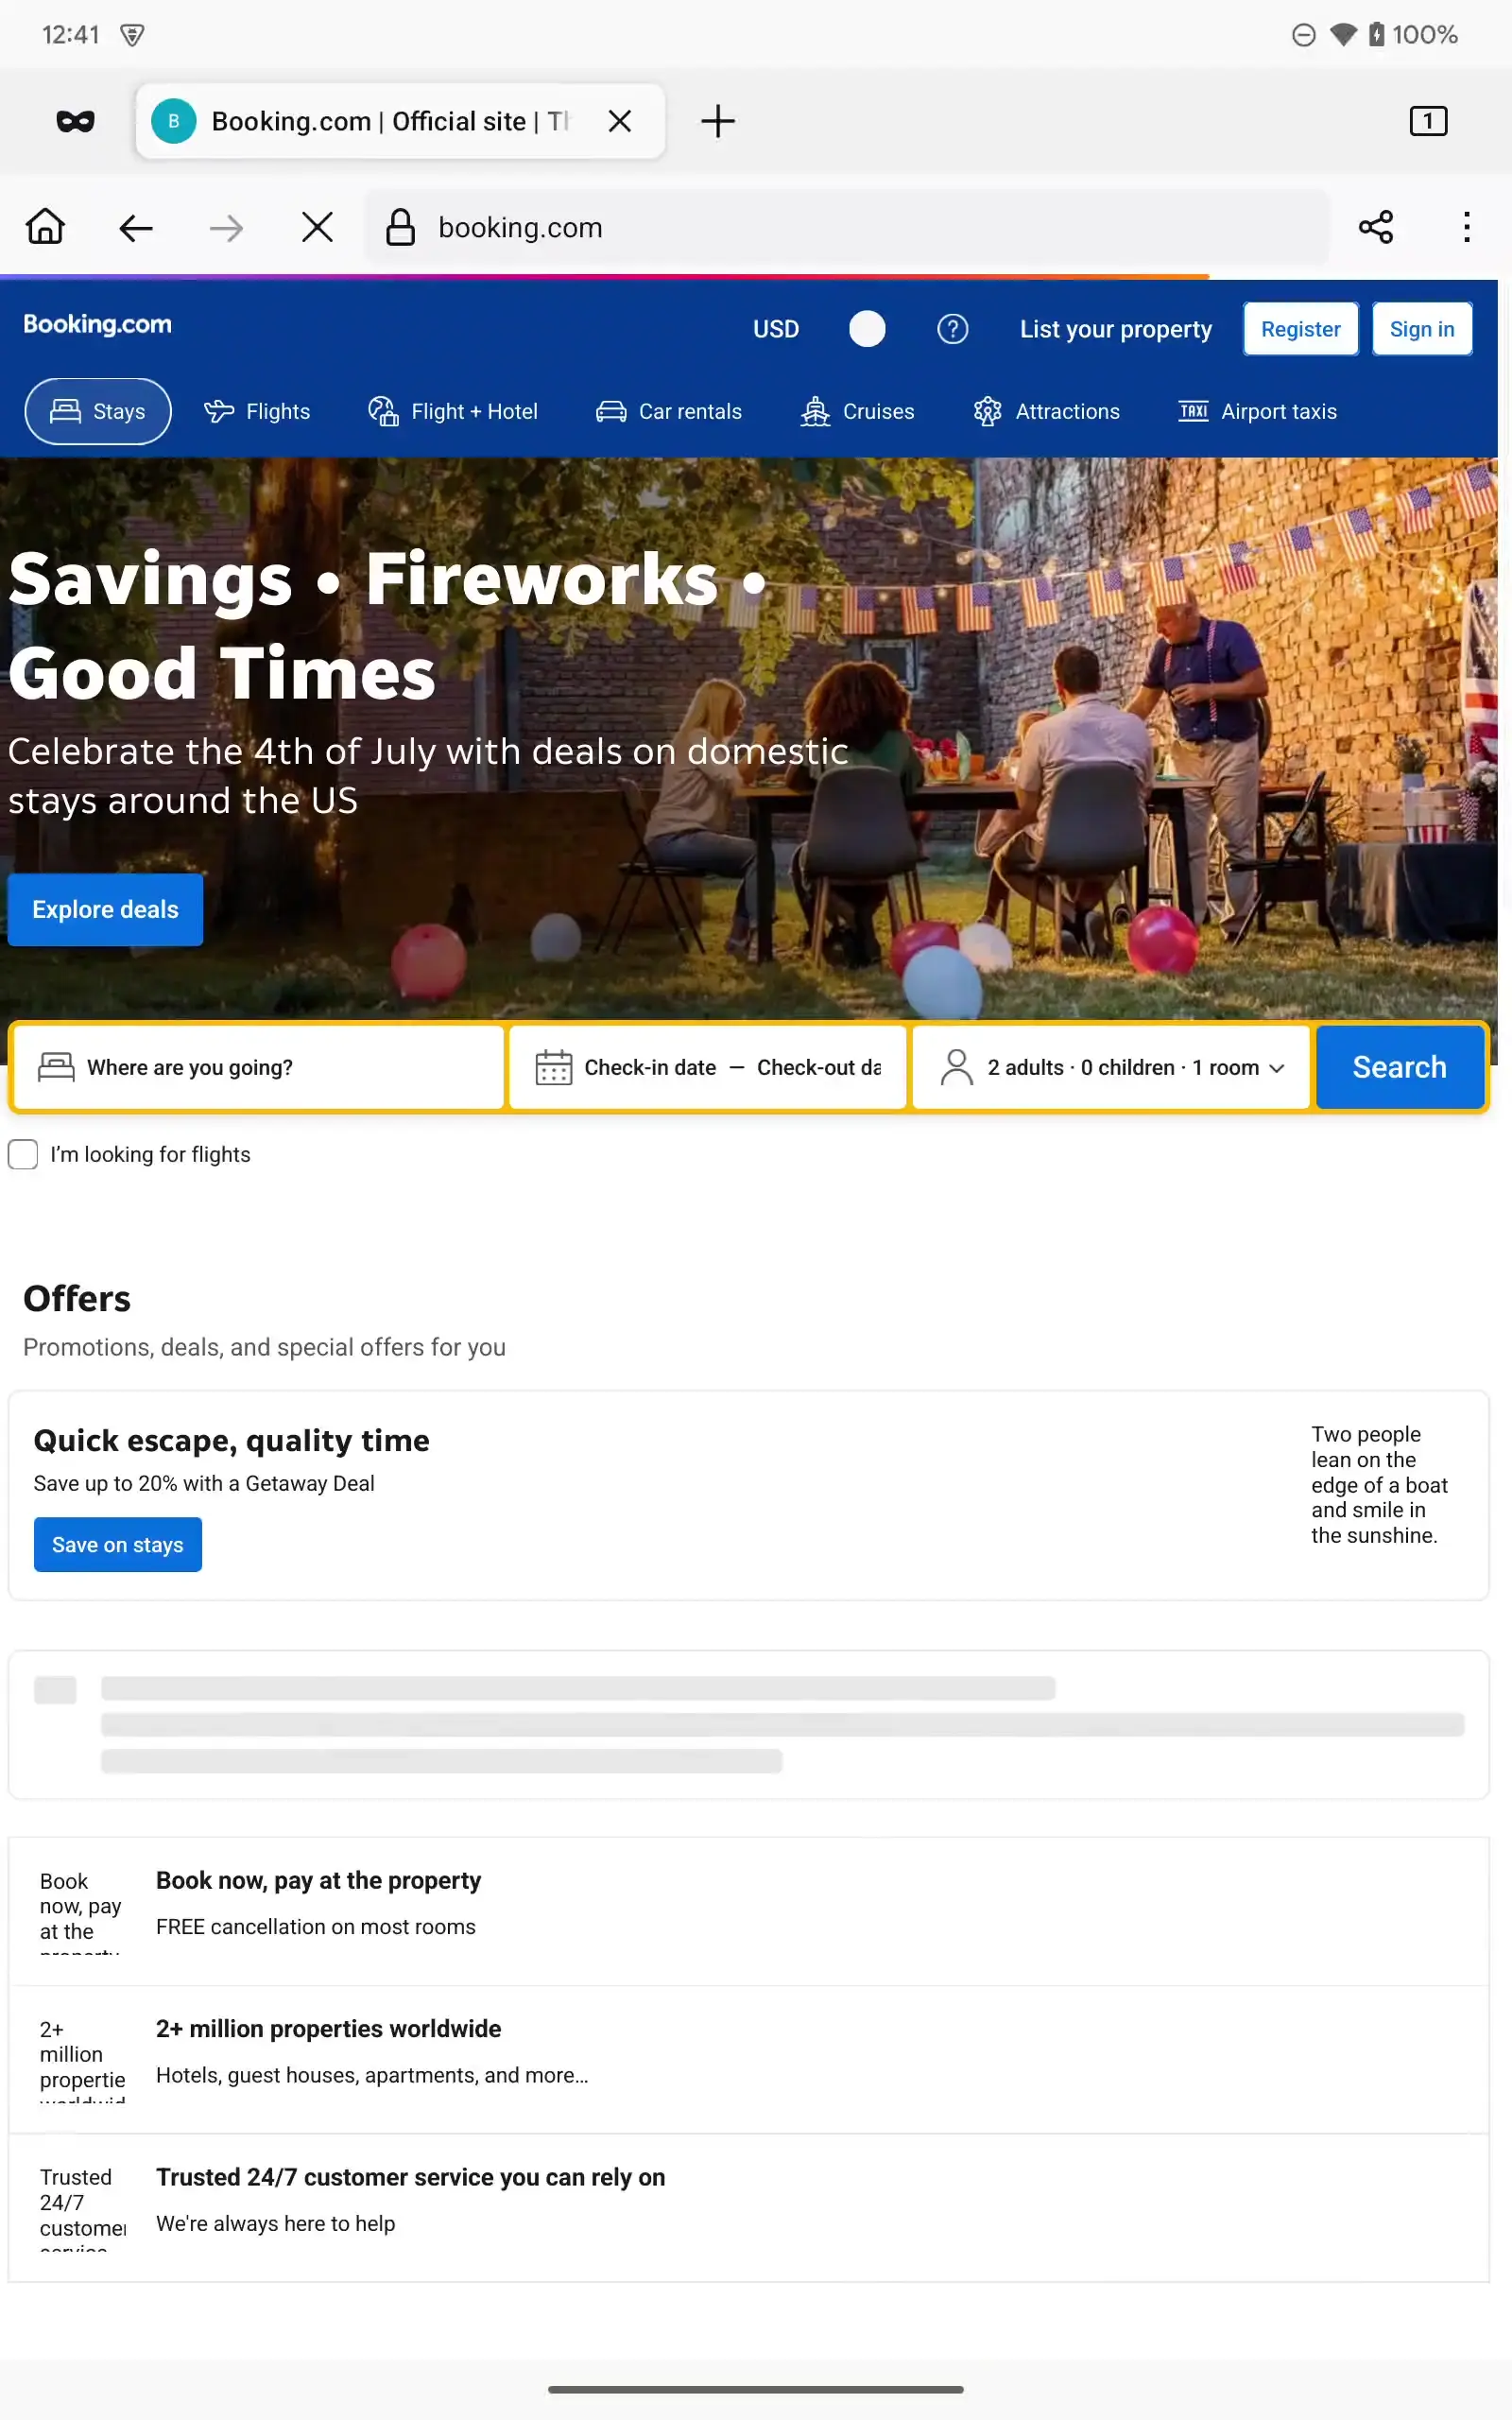 12:41
100%
B
Booking.com | Official site | Th
1
booking.com
Booking.com
USD
List your property
Register
Sign in
Stays
Flights
Flight + Hotel
Car rentals
Cruises
Attractions
TAXI
Airport taxis
Savings • Fireworks •
Good Times
Celebrate the 4th of July with deals on domestic
stays around the US
Explore deals
Where are you going?
Check-in date — Check-out da
2 adults · 0 children · 1 room
Search
I'm looking for flights
Offers
Promotions, deals, and special offers for you
Quick escape, quality time
Save up to 20% with a Getaway Deal
Save on stays
Two people
lean on the
edge of a boat
and smile in
the sunshine.
Book
now, pay
at the
property
Book now, pay at the property
FREE cancellation on most rooms
2+
million
propertie
worldwid
2+ million properties worldwide
Hotels, guest houses, apartments, and more…
Trusted
24/7
customer
service
Trusted 24/7 customer service you can rely on
We're always here to help